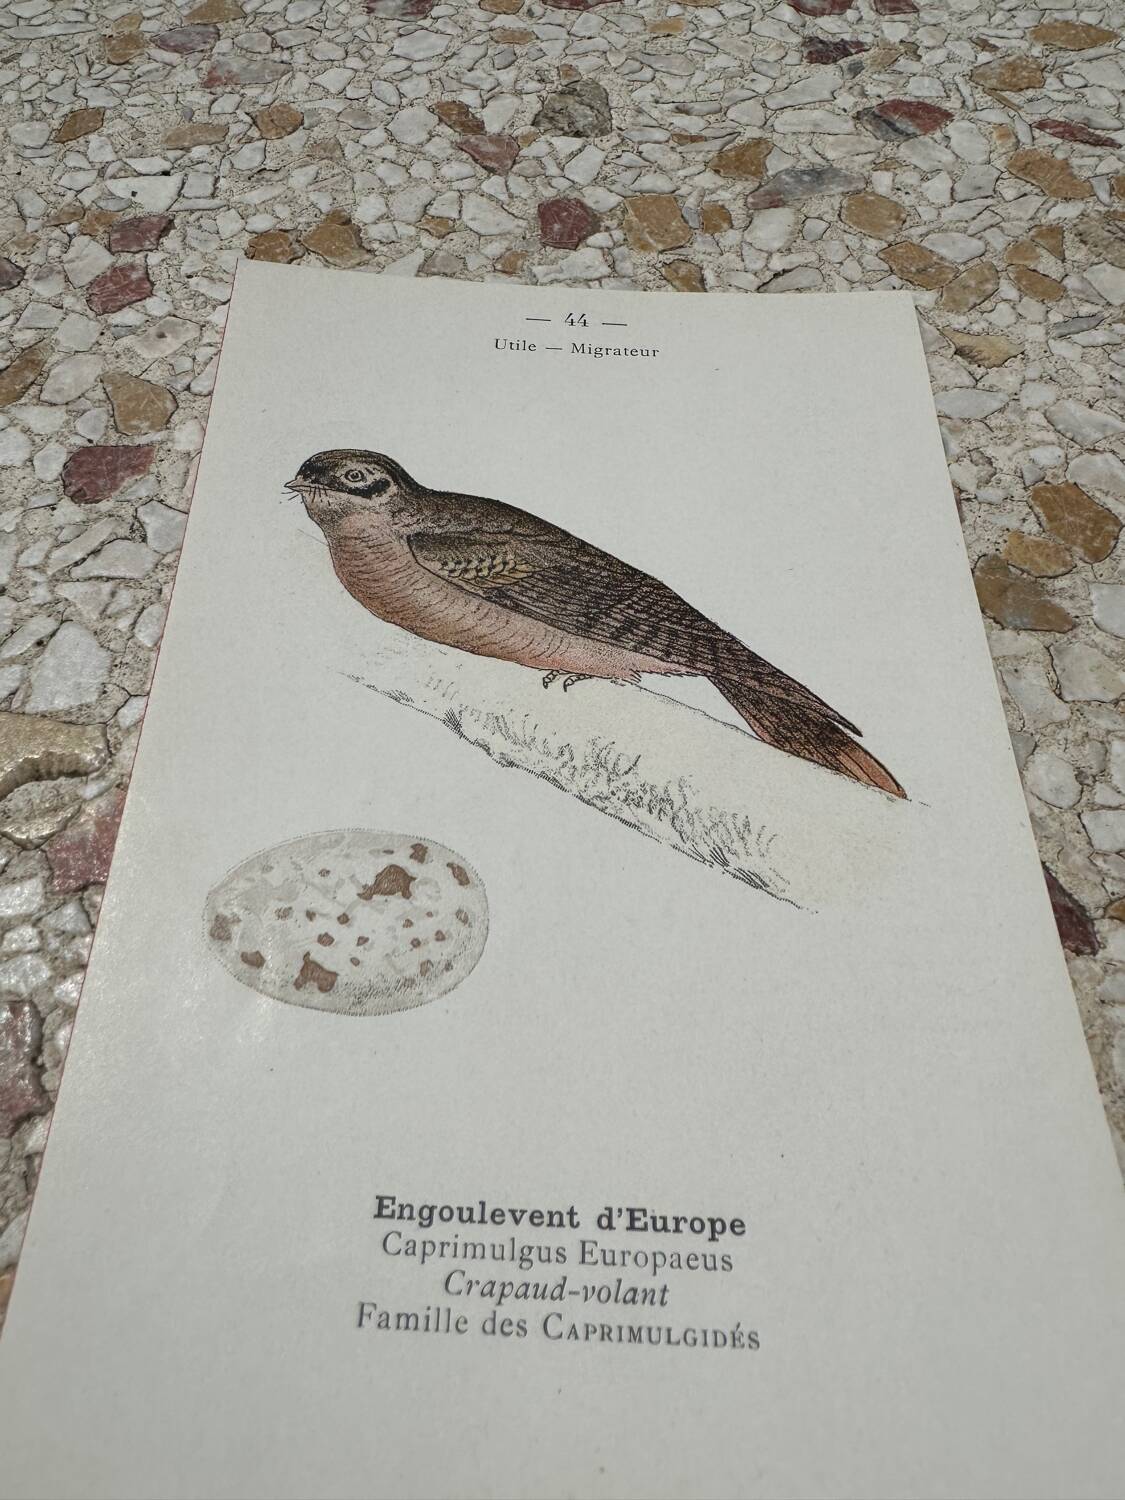 — 44 —
Utile — Migrateur
Engoulevent d'Europe
Caprimulgus Europaeus
Crapaud-volant
Famille des CAPRIMULGIDÉS